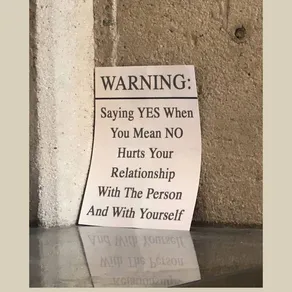 WARNING:
Saying YES When
You Mean NO
Hurts Your
Relationship
With The Person
And With Yourself